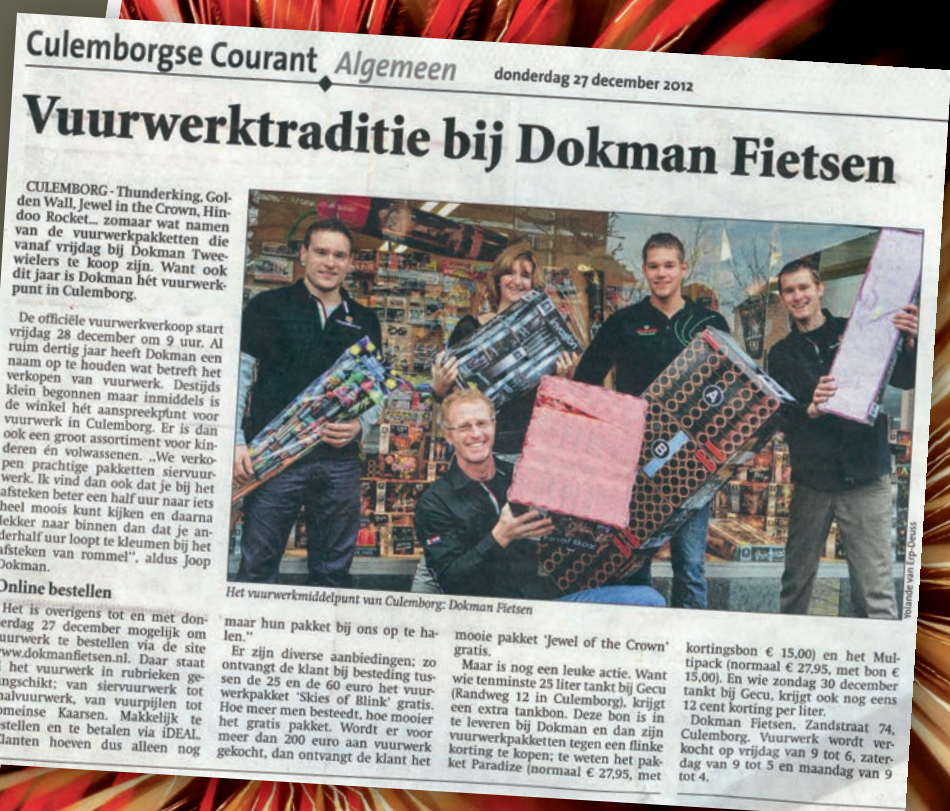 Culemborgse Courant Algemeen donderdag 27 december 2012
Vuurwerktraditie bij Dokman Fietsen
CULEMBORG - Thunderking, Gol-
den Wall, Jewel in the Crown, Hin-
doo Rocket... zomaar wat namen
van de vuurwerkpakketten die
vanaf vrijdag bij Dokman Twee-
wielers te koop zijn. Want ook
dit jaar is Dokman hét vuurwerk-
punt in Culemborg.
De officiële vuurwerkverkoop start
vrijdag 28 december om 9 uur. Al
ruim dertig jaar heeft Dokman een
naam op te houden wat betreft het
verkopen van vuurwerk. Destijds
klein begonnen maar inmiddels is
de winkel hét aanspreekpunt voor
vuurwerk in Culemborg. Er is dan
ook een groot assortiment voor kin-
deren én volwassenen. „We verko-
pen prachtige pakketten siervuur-
werk. Ik vind dan ook dat je bij het
afsteken beter een half uur naar iets
heel moois kunt kijken en daarna
lekker naar binnen dan dat je an-
derhalf uur loopt te kleumen bij het
afsteken van rommel”, aldus Joop
Dokman.
Online bestellen
Het is overigens tot en met don-
erdag 27 december mogelijk om
uurwerk te bestellen via de site
www.dokmanfietsen.nl. Daar staat
het vuurwerk in rubrieken ge-
ngschikt; van siervuurwerk tot
nalvuurwerk, van vuurpijlen tot
omeinse Kaarsen. Makkelijk te
stellen en te betalen via iDEAL.
lanten hoeven dus alleen nog
A
B
Yolande van Erp-Deuss
Het vuurwerkmiddelpunt van Culemborg: Dokman Fietsen
maar hun pakket bij ons op te ha-
len.”
Er zijn diverse aanbiedingen; zo
ontvangt de klant bij besteding tus-
sen de 25 en de 60 euro het vuur-
werkpakket ‘Skies of Blink’ gratis.
Hoe meer men besteedt, hoe mooier
het gratis pakket. Wordt er voor
meer dan 200 euro aan vuurwerk
gekocht, dan ontvangt de klant het
mooie pakket ‘Jewel of the Crown’
gratis.
Maar is nog een leuke actie. Want
wie tenminste 25 liter tankt bij Gecu
(Randweg 12 in Culemborg), krijgt
een extra tankbon. Deze bon is in
te leveren bij Dokman en dan zijn
vuurwerkpakketten tegen een flinke
korting te kopen; te weten het pak-
ket Paradize (normaal € 27,95, met
kortingsbon € 15,00) en het Mul-
tipack (normaal € 27,95, met bon €
15,00). En wie zondag 30 december
tankt bij Gecu, krijgt ook nog eens
12 cent korting per liter.
Dokman Fietsen, Zandstraat 74,
Culemborg. Vuurwerk wordt ver-
kocht op vrijdag van 9 tot 6, zater-
dag van 9 tot 5 en maandag van 9
tot 4.